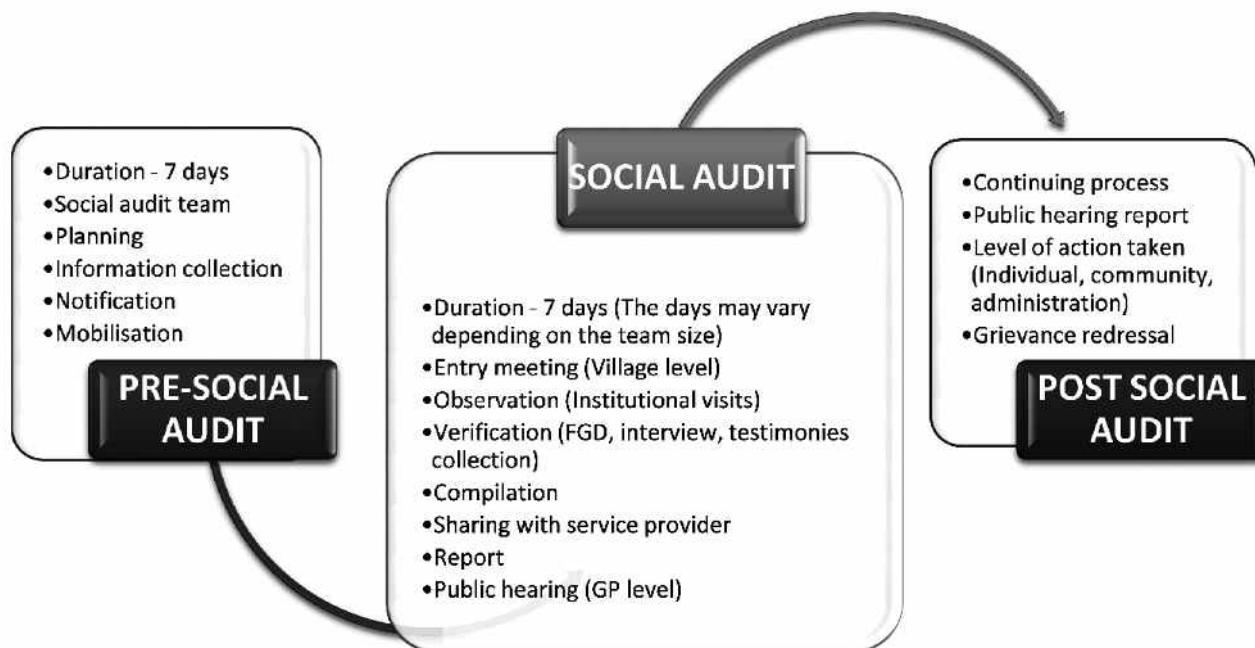 •Duration - 7 days
•Social audit team
•Planning
•Information collection
•Notification
•Mobilisation
PRE-SOCIAL
AUDIT
SOCIAL AUDIT
•Duration - 7 days (The days may vary
depending on the team size)
•Entry meeting (Village level)
•Observation (Institutional visits)
•Verification (FGD, interview, testimonies
collection)
•Compilation
•Sharing with service provider
•Report
•Public hearing (GP level)
•Continuing process
•Public hearing report
•Level of action taken
(Individual, community,
administration)
•Grievance redressal
POST SOCIAL
AUDIT